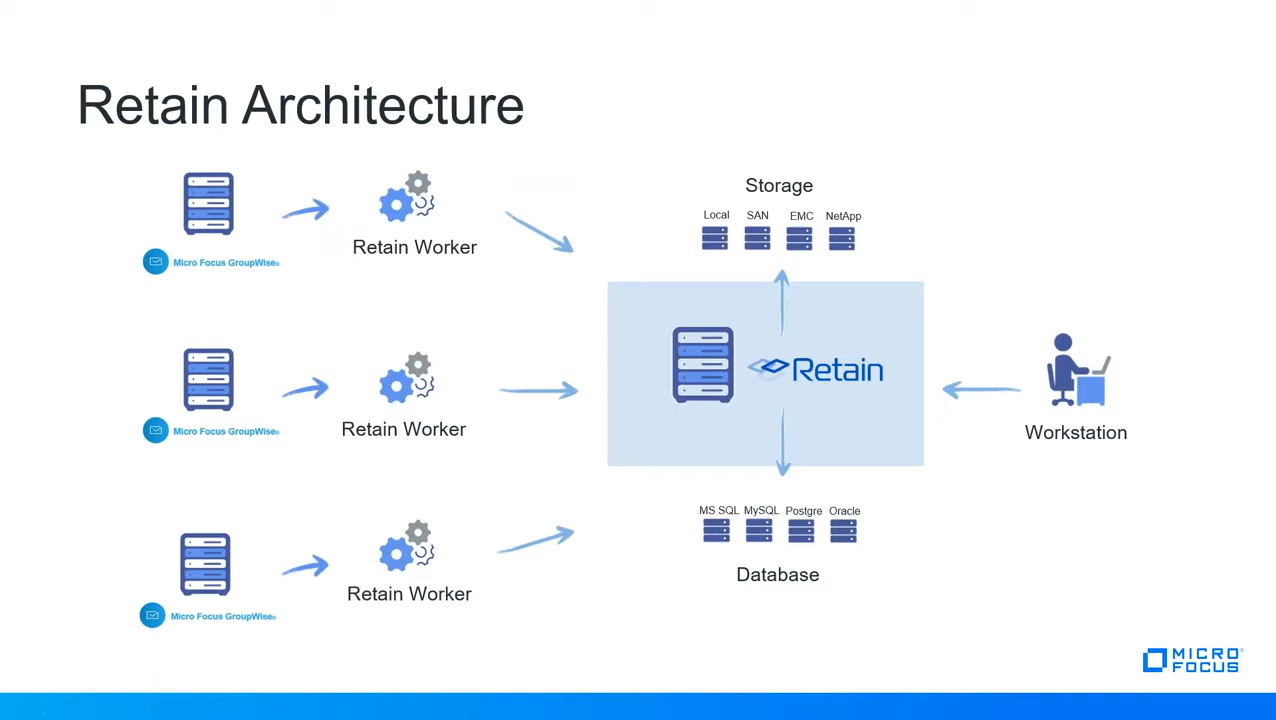 Retain Architecture
Micro Focus GroupWise®
Retain Worker
Micro Focus GroupWise®
Retain Worker
Micro Focus GroupWise®
Retain Worker
Storage
Local SAN EMC NetApp
Retain
MS SQL MySQL Postgre Oracle
Database
Workstation
MICRO®
FOCUS